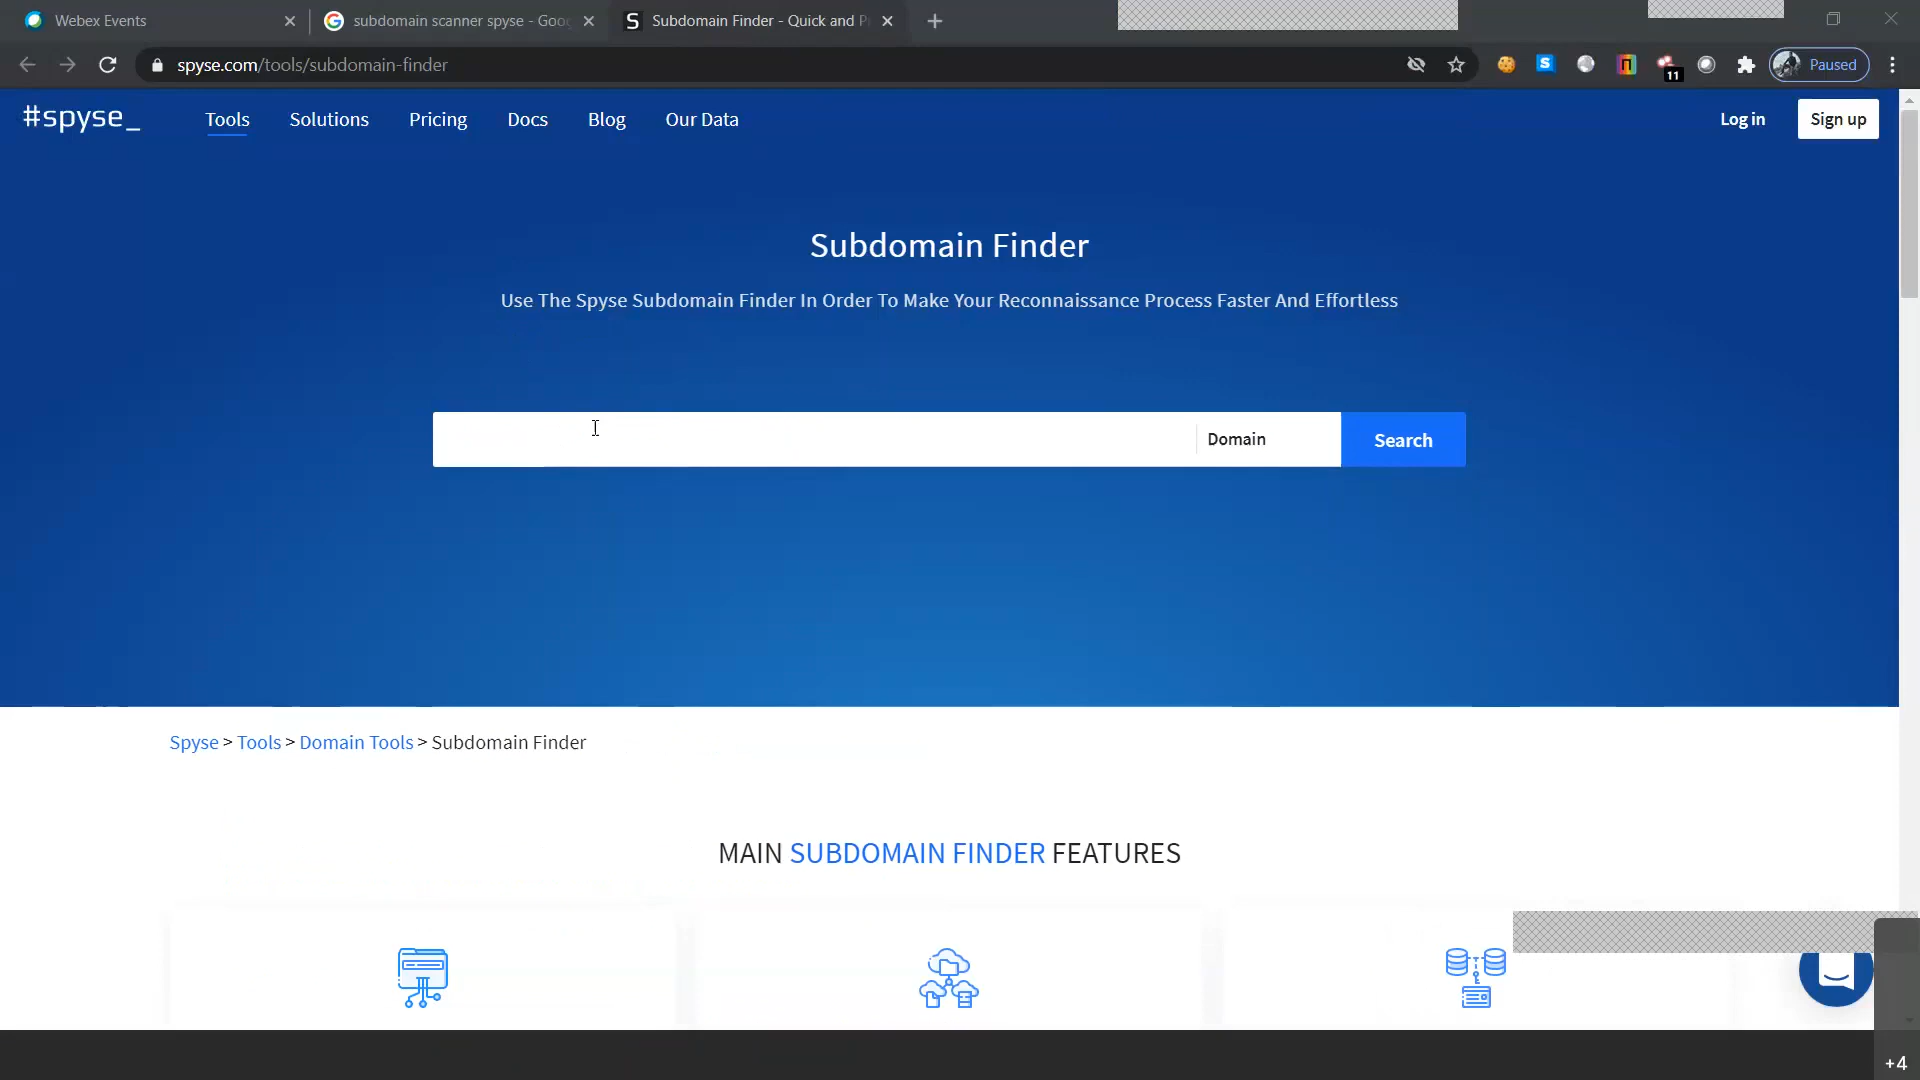 Webex Events
subdomain scanner spyse - Goo
Subdomain Finder - Quick and P
spyse.com/tools/subdomain-finder
S
11
Paused
#spyse_
Tools
Solutions
Pricing
Docs
Blog
Our Data
Log in
Sign up
Subdomain Finder
Use The Spyse Subdomain Finder In Order To Make Your Reconnaissance Process Faster And Effortless
Domain
Search
Spyse > Tools > Domain Tools > Subdomain Finder
MAIN SUBDOMAIN FINDER FEATURES
+4